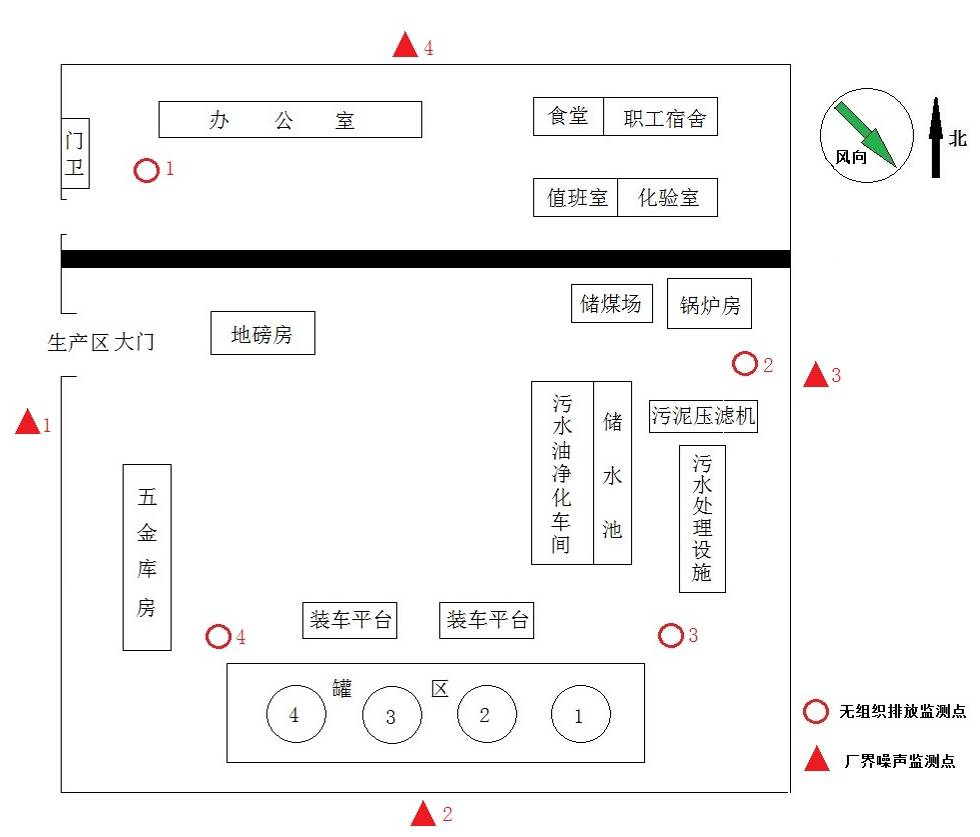 4
办公室
食堂
职工宿舍
门卫
1
值班室
化验室
风向
北
储煤场
锅炉房
地磅房
生产区大门
2
3
1
污水油净化车间
储水池
污泥压滤机
污水处理设施
五金库房
装车平台
装车平台
4
3
罐区
4
3
2
1
无组织排放监测点
厂界噪声监测点
2